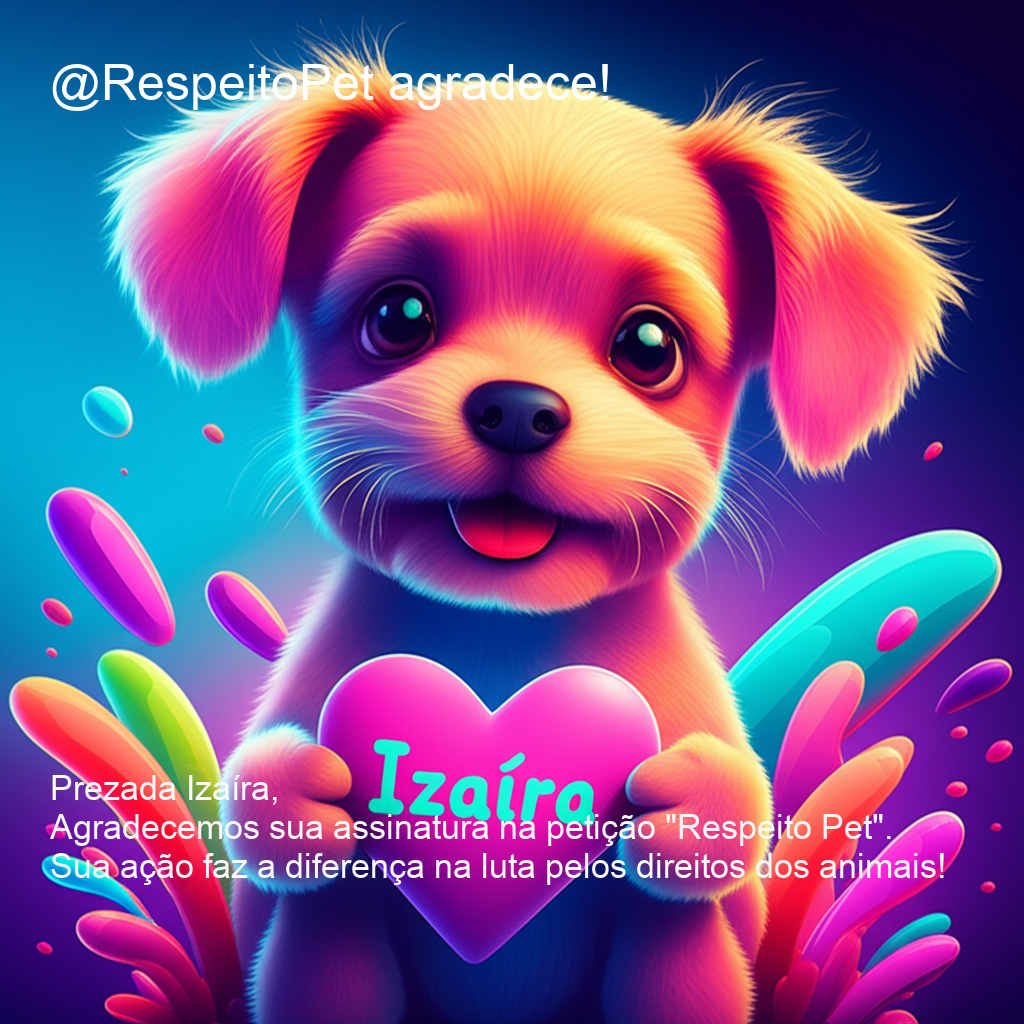 @RespeitoPet agradece!
Izaíra
Prezada Izaíra,
Agradecemos sua assinatura na petição "Respeito Pet".
Sua ação faz a diferença na luta pelos direitos dos animais!